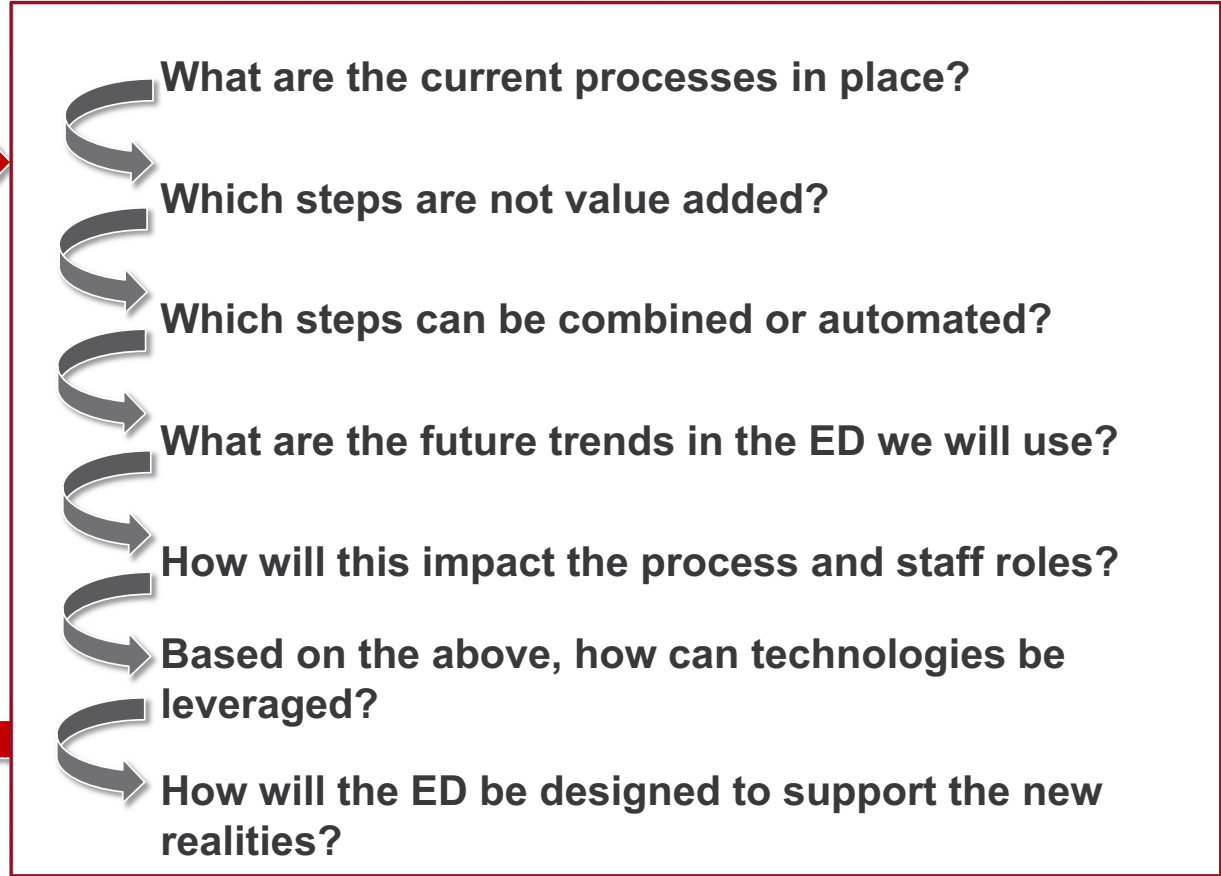 What are the current processes in place?
Which steps are not value added?
Which steps can be combined or automated?
What are the future trends in the ED we will use?
How will this impact the process and staff roles?
Based on the above, how can technologies be
leveraged?
How will the ED be designed to support the new
realities?